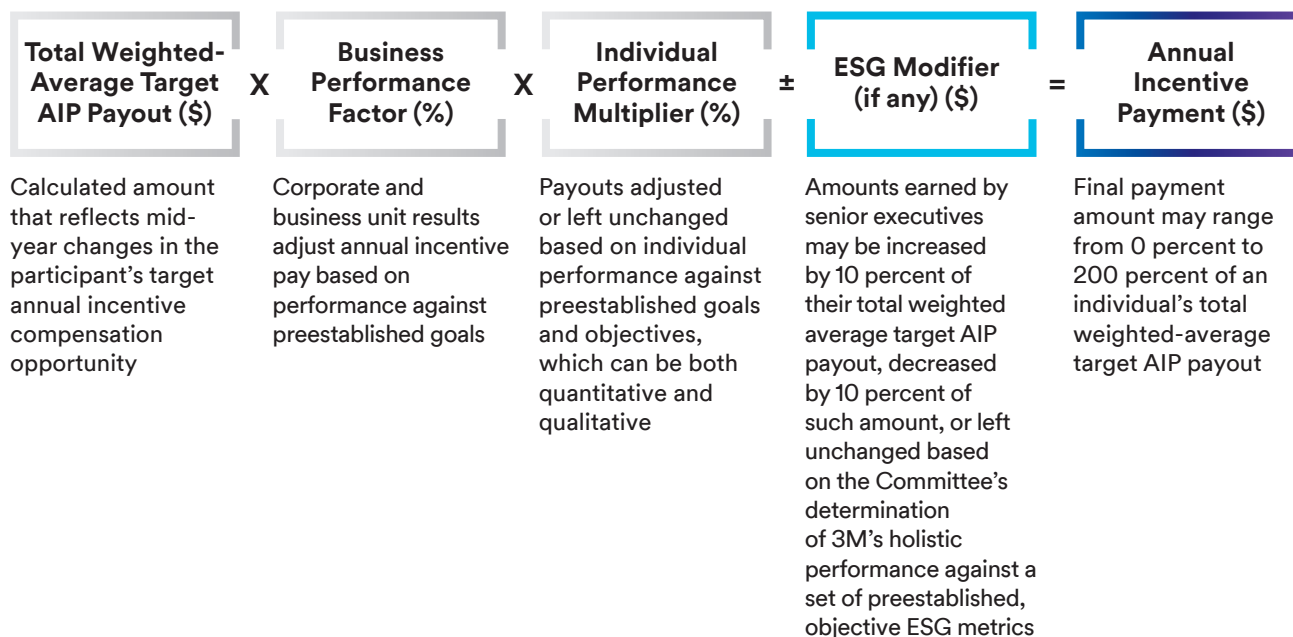 Total Weighted-
Average Target
AIP Payout ($)
X
Business
Performance
Factor (%)
X
Individual
Performance
Multiplier (%)
±
ESG Modifier
(if any) ($)
=
Annual
Incentive
Payment ($)
Calculated amount
that reflects mid-
year changes in the
participant’s target
annual incentive
compensation
opportunity
Corporate and
business unit results
adjust annual incentive
pay based on
performance against
preestablished goals
Payouts adjusted
or left unchanged
based on individual
performance against
preestablished goals
and objectives,
which can be both
quantitative and
qualitative
Amounts earned by
senior executives
may be increased
by 10 percent of
their total weighted
average target AIP
payout, decreased
by 10 percent of
such amount, or left
unchanged based
on the Committee’s
determination
of 3M’s holistic
performance against a
set of preestablished,
objective ESG metrics
Final payment
amount may range
from 0 percent to
200 percent of an
individual’s total
weighted-average
target AIP payout